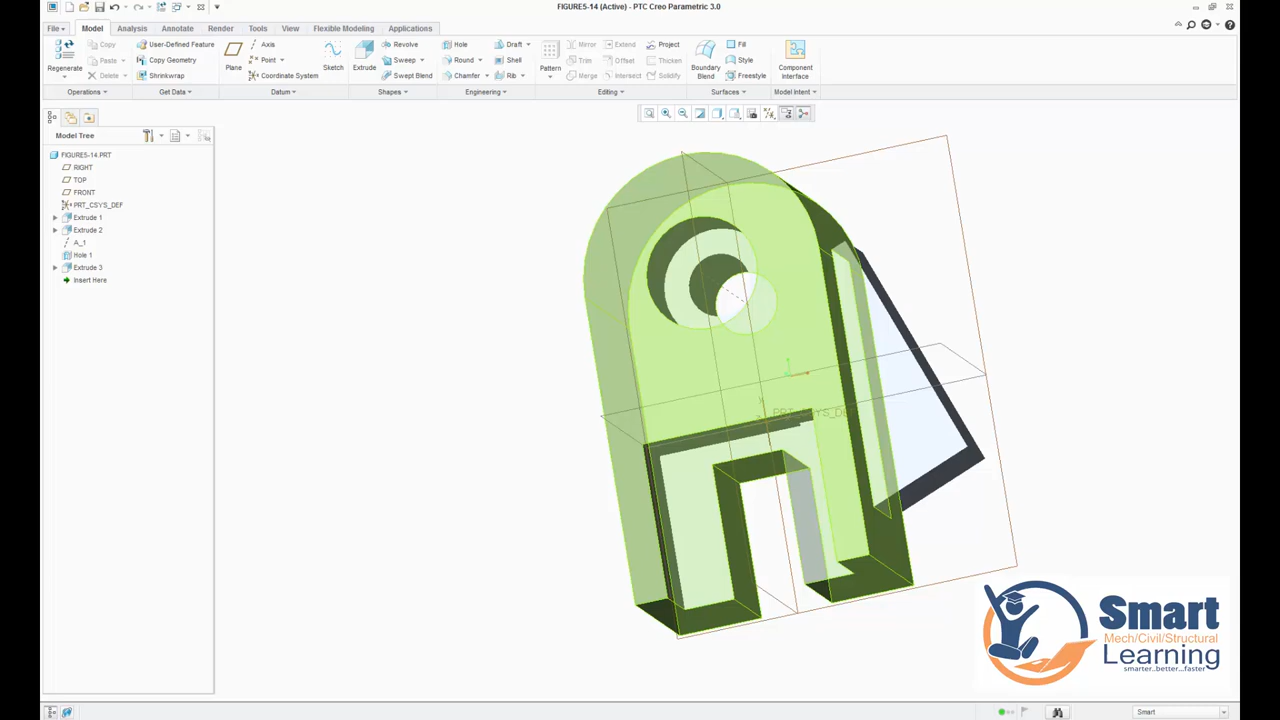 FIGURE5-14 (Active) - PTC Creo Parametric 3.0
File Model Analysis Annotate Render Tools View Flexible Modeling Applications
Regenerate
Copy
Paste
Delete
User-Defined Feature
Copy Geometry
Shrinkwrap
Plane
Axis
Point
Coordinate System
Sketch
Extrude
Revolve
Sweep
Swept Blend
Hole
Round
Chamfer
Draft
Shell
Rib
Pattern
Mirror
Trim
Merge
Extend
Offset
Intersect
Project
Thicken
Solidify
Boundary
Blend
Fill
Style
Freestyle
Component
Interface
Operations Get Data Datum Shapes Engineering Editing Surfaces Model Intent
Model Tree
FIGURE5-14.PRT
RIGHT
TOP
FRONT
PRT_CSYS_DEF
Extrude 1
Extrude 2
A_1
Hole 1
Extrude 3
Insert Here
PRT_CSYS_DEF
Smart
Mech/Civil/Structural
Learning
smarter..better...faster
Smart